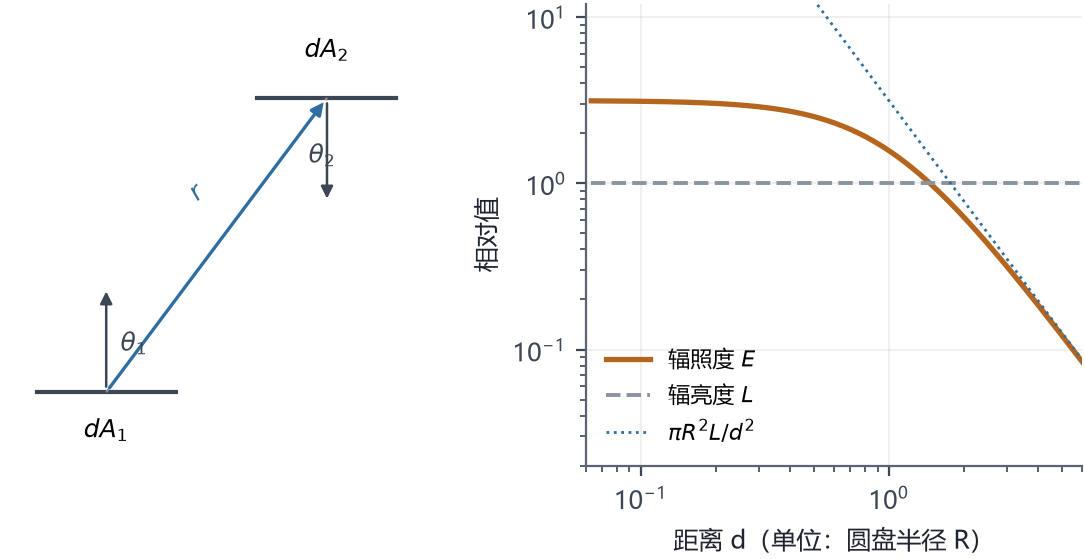 dA₂
θ₂
r
θ₁
dA₁
相对值
10¹
10⁰
10⁻¹
辐照度 E
辐亮度 L
πR²L/d²
10⁻¹
10⁰
距离 d（单位：圆盘半径 R）